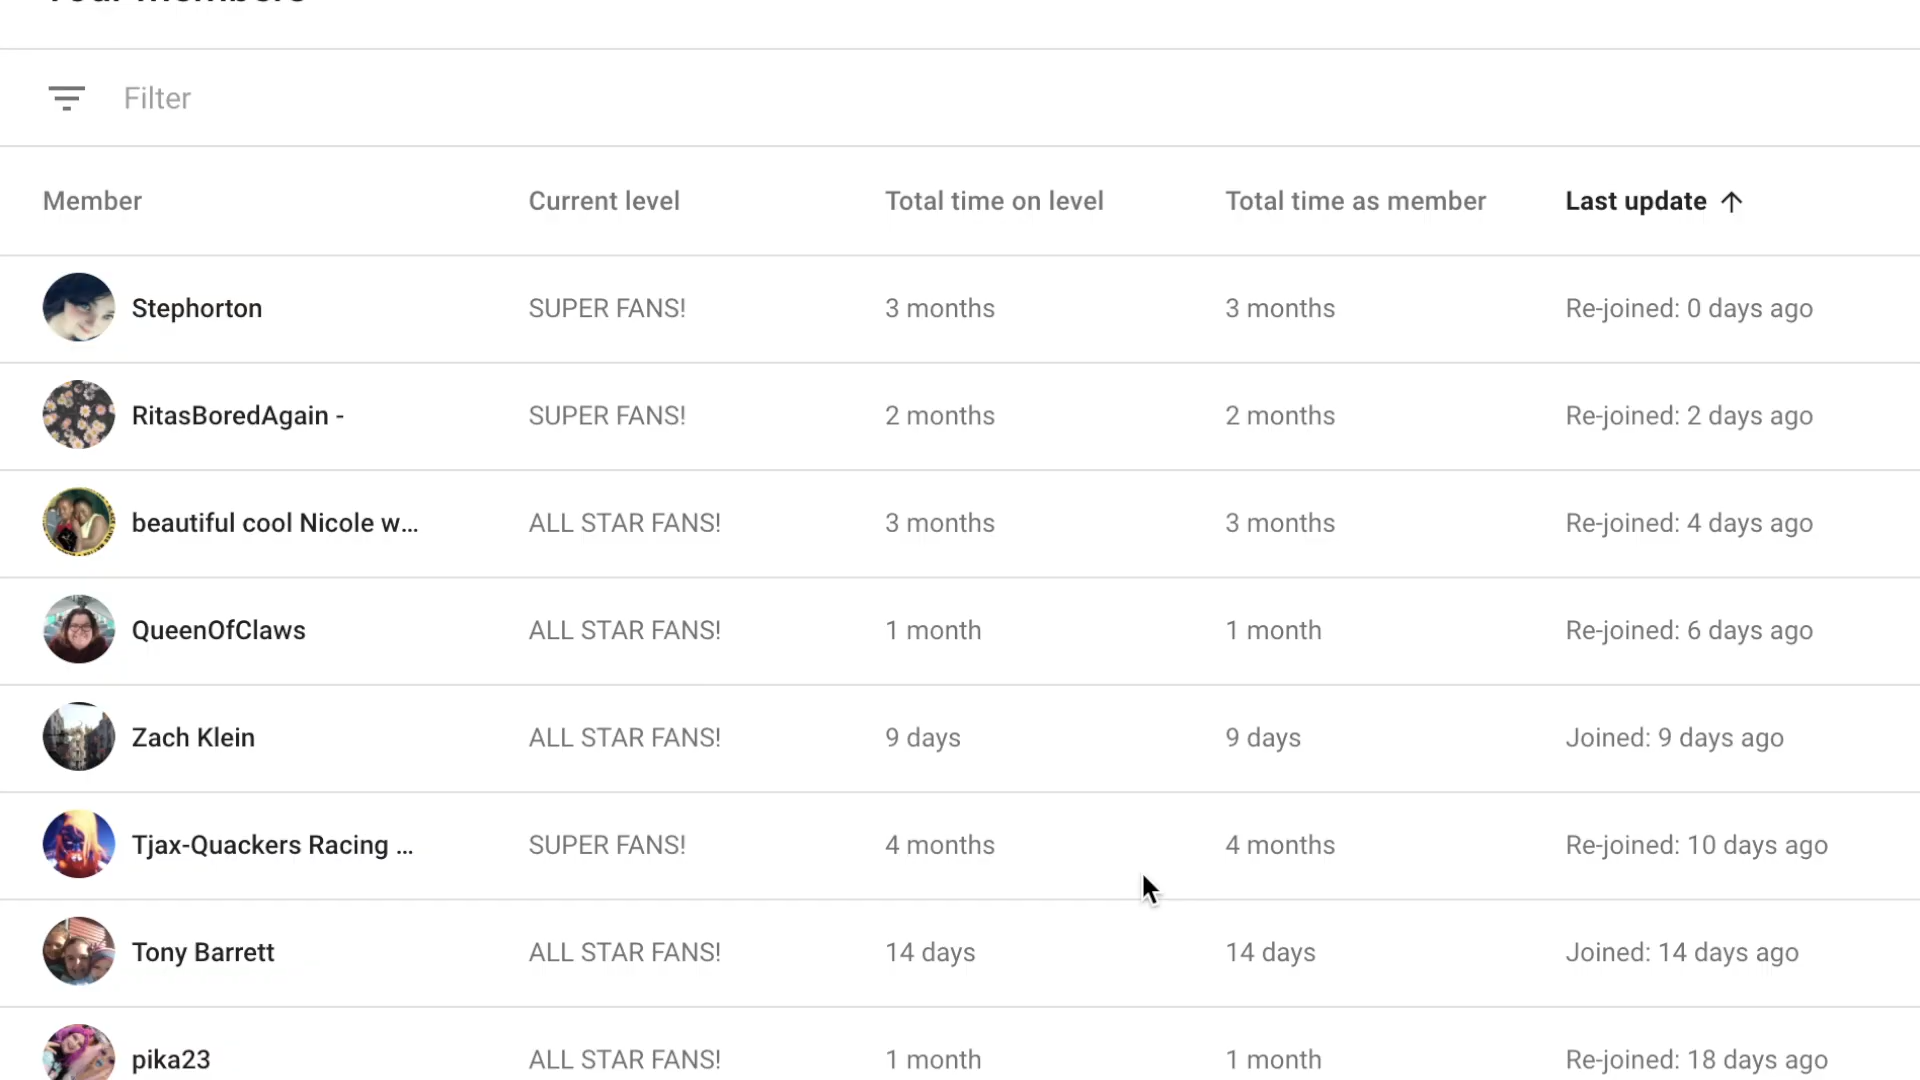 Your members
Filter
Member Current level Total time on level Total time as member Last update
Stephorton SUPER FANS! 3 months 3 months Re-joined: 0 days ago
RitasBoredAgain - SUPER FANS! 2 months 2 months Re-joined: 2 days ago
beautiful cool Nicole w... ALL STAR FANS! 3 months 3 months Re-joined: 4 days ago
QueenOfClaws ALL STAR FANS! 1 month 1 month Re-joined: 6 days ago
Zach Klein ALL STAR FANS! 9 days 9 days Joined: 9 days ago
Tjax-Quackers Racing ... SUPER FANS! 4 months 4 months Re-joined: 10 days ago
Tony Barrett ALL STAR FANS! 14 days 14 days Joined: 14 days ago
pika23 ALL STAR FANS! 1 month 1 month Re-joined: 18 days ago